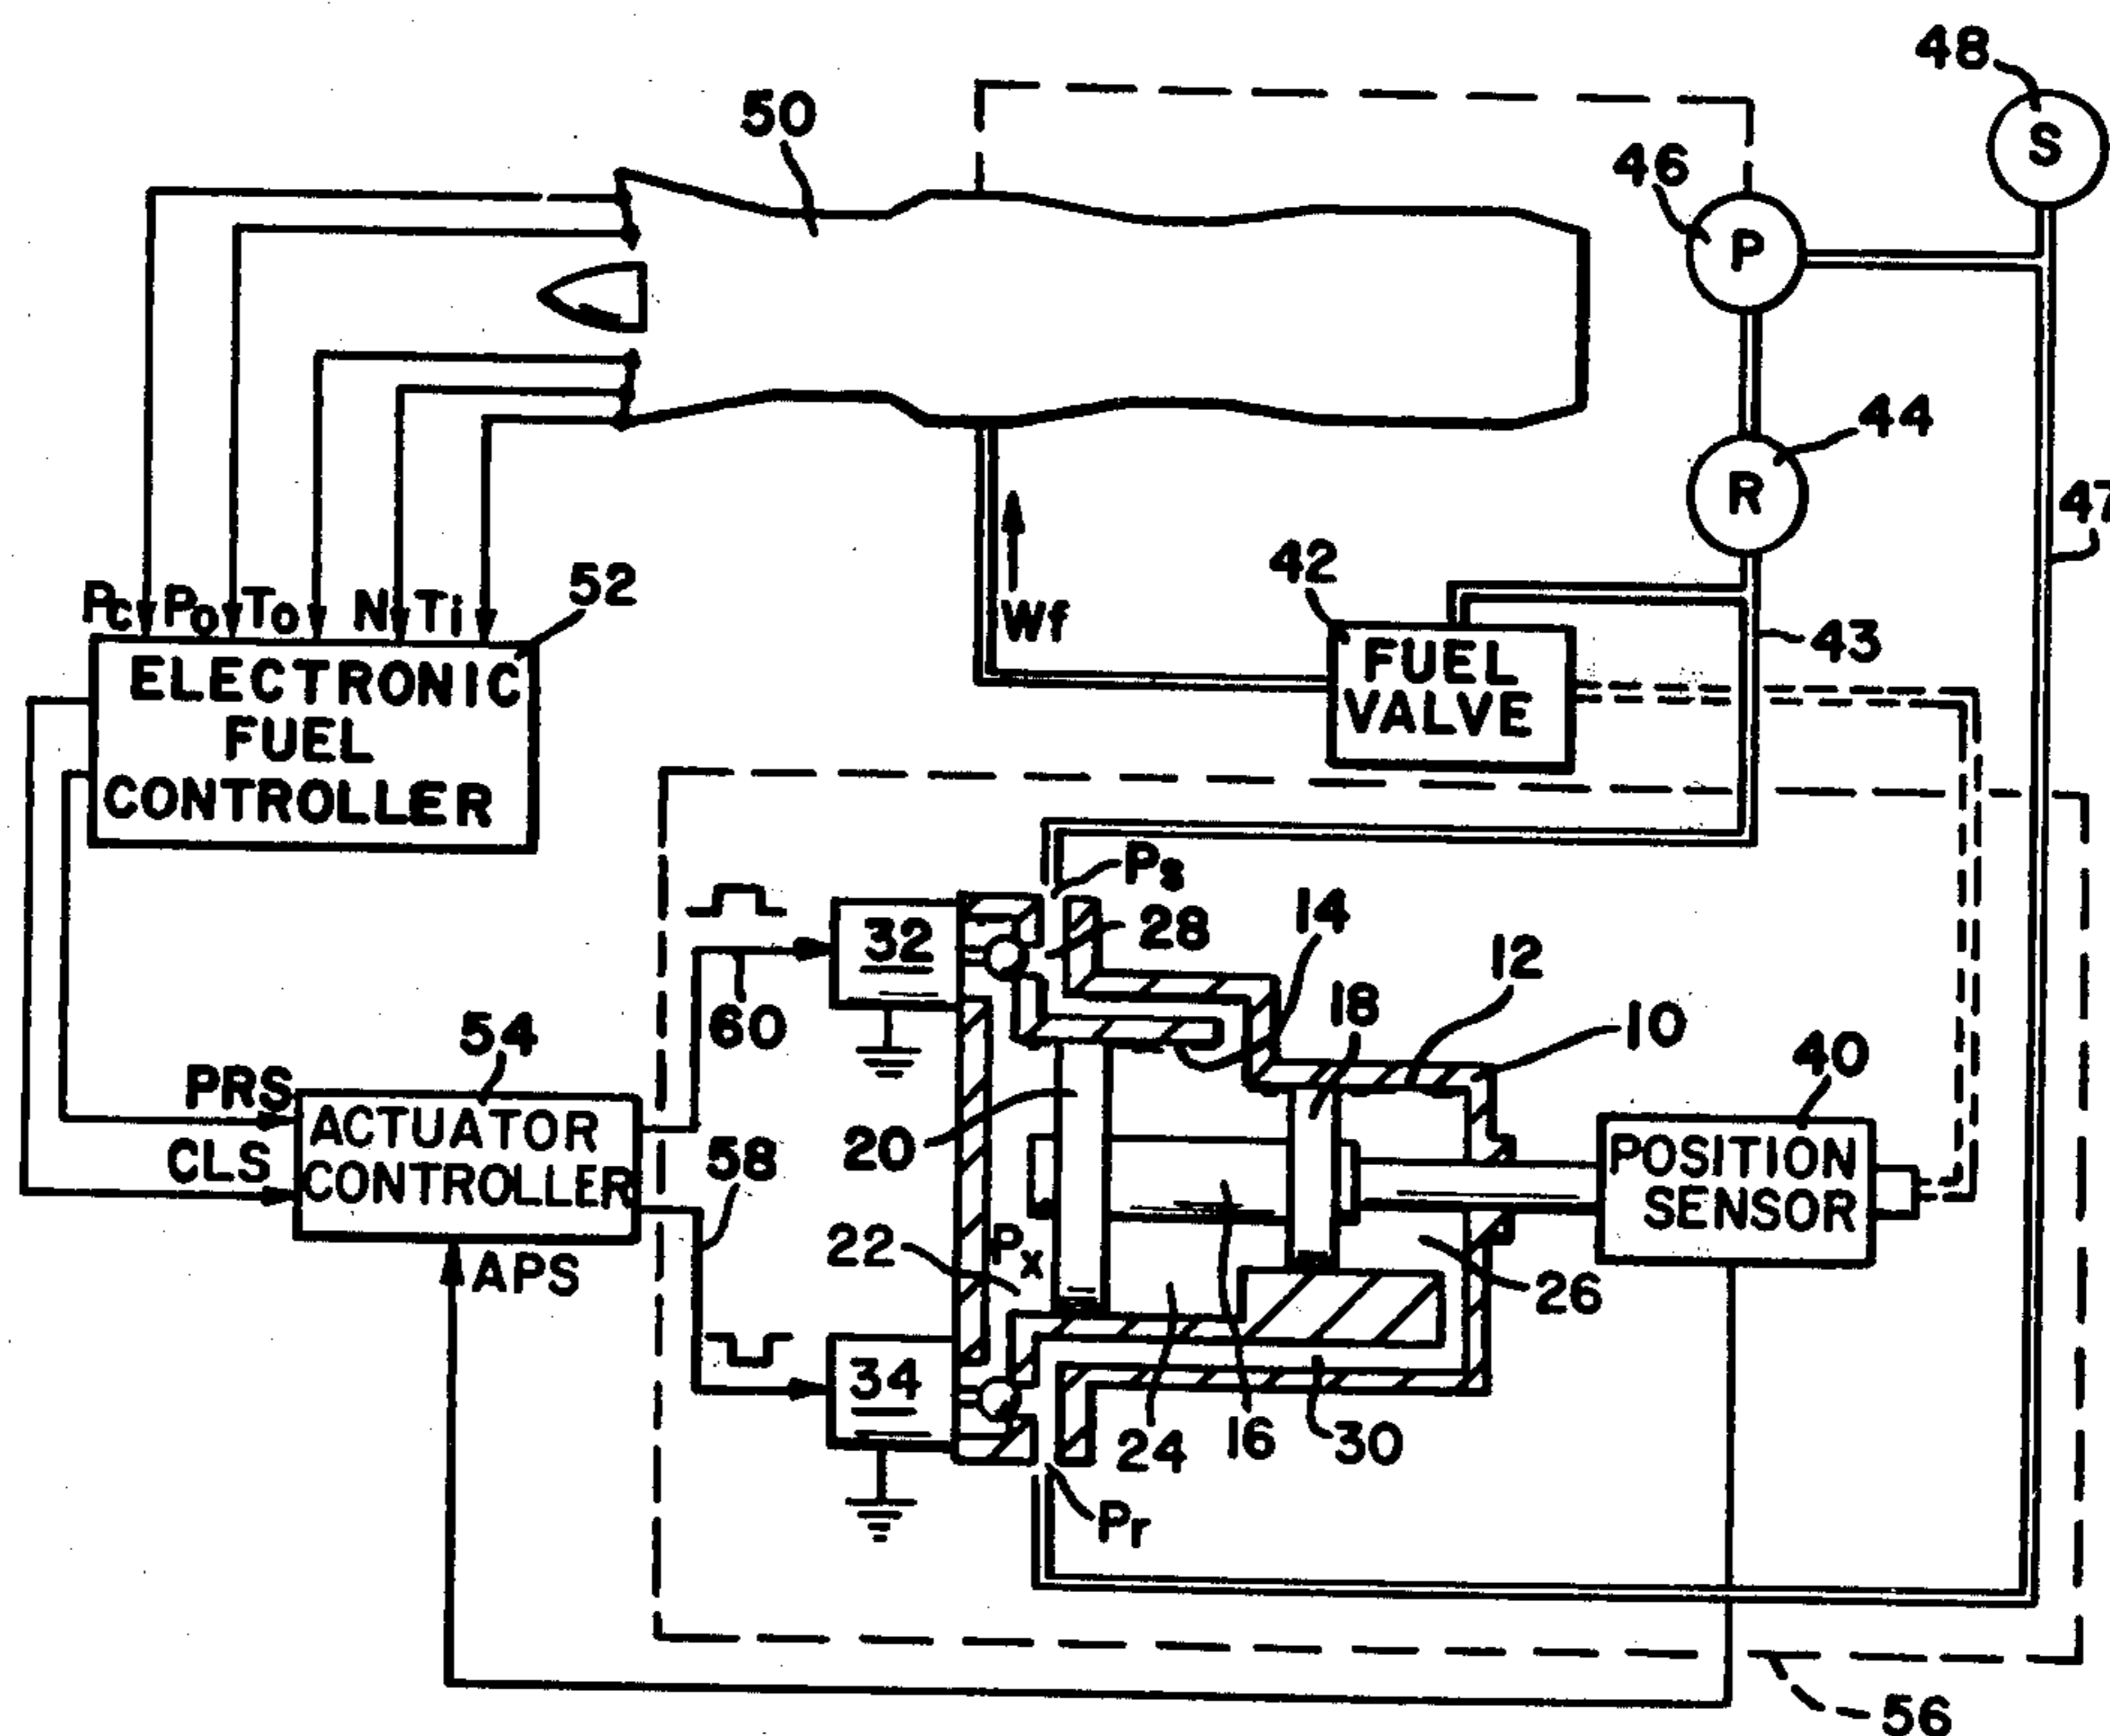 48
S
50
46
P
44
R
47
42
Wf
FUEL
VALVE
43
Pc Po To N Ti
52
ELECTRONIC
FUEL
CONTROLLER
Ps
28
14
32
60
18
12
10
40
54
PRS
CLS
ACTUATOR
CONTROLLER
58
20
POSITION
SENSOR
22
Px
26
APS
34
24
16
30
Pr
56